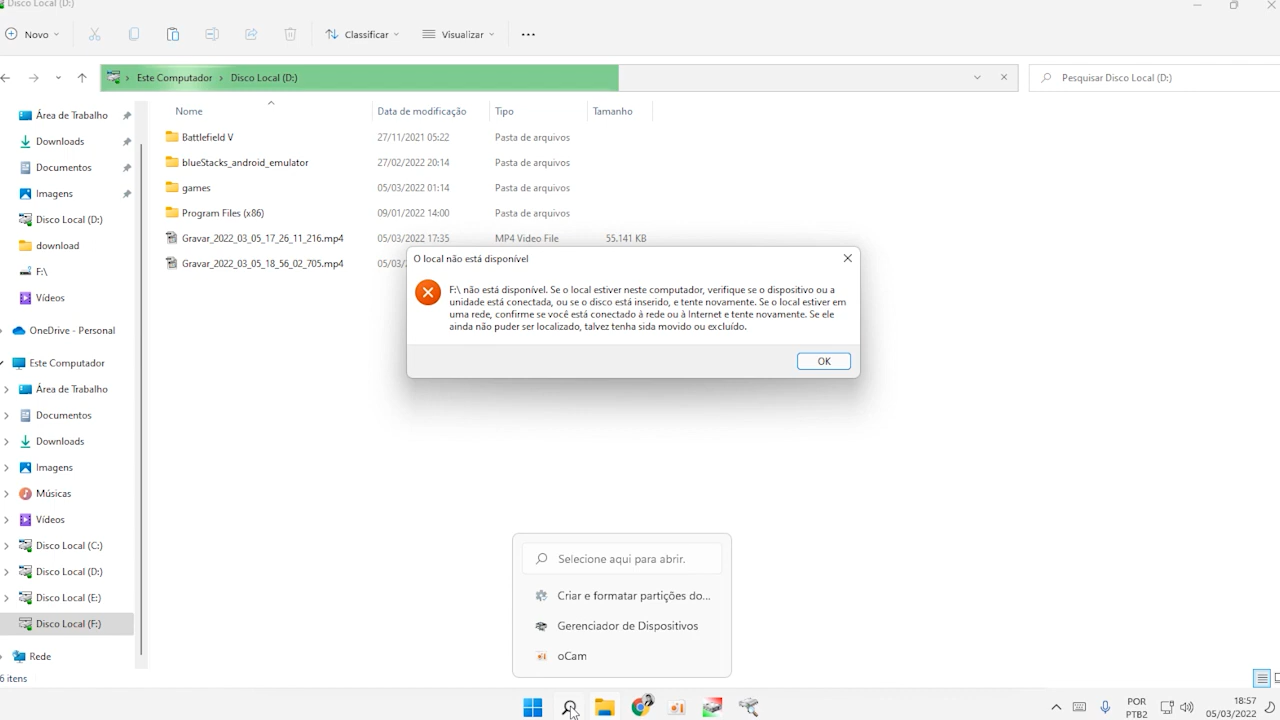 Disco Local (D:)
Novo
Classificar
Visualizar
Este Computador
Disco Local (D:)
Pesquisar Disco Local (D:)
Nome
Data de modificação
Tipo
Tamanho
Battlefield V
27/11/2021 05:22
Pasta de arquivos
blueStacks_android_emulator
27/02/2022 20:14
Pasta de arquivos
games
05/03/2022 01:14
Pasta de arquivos
Program Files (x86)
09/01/2022 14:00
Pasta de arquivos
Gravar_2022_03_05_17_26_11_216.mp4
05/03/2022 17:35
MP4 Video File
55.141 KB
Gravar_2022_03_05_18_56_02_705.mp4
05/03/
Área de Trabalho
Downloads
Documentos
Imagens
Disco Local (D:)
download
F:\
Vídeos
OneDrive - Personal
Este Computador
Área de Trabalho
Documentos
Downloads
Imagens
Músicas
Vídeos
Disco Local (C:)
Disco Local (D:)
Disco Local (E:)
Disco Local (F:)
Rede
6 itens
O local não está disponível
F:\ não está disponível. Se o local estiver neste computador, verifique se o dispositivo ou a
unidade está conectada, ou se o disco está inserido, e tente novamente. Se o local estiver em
uma rede, confirme se você está conectado à rede ou à Internet e tente novamente. Se ele
ainda não puder ser localizado, talvez tenha sida movido ou excluído.
OK
Selecione aqui para abrir.
Criar e formatar partições do...
Gerenciador de Dispositivos
oCam
POR
PTB2
18:57
05/03/2022